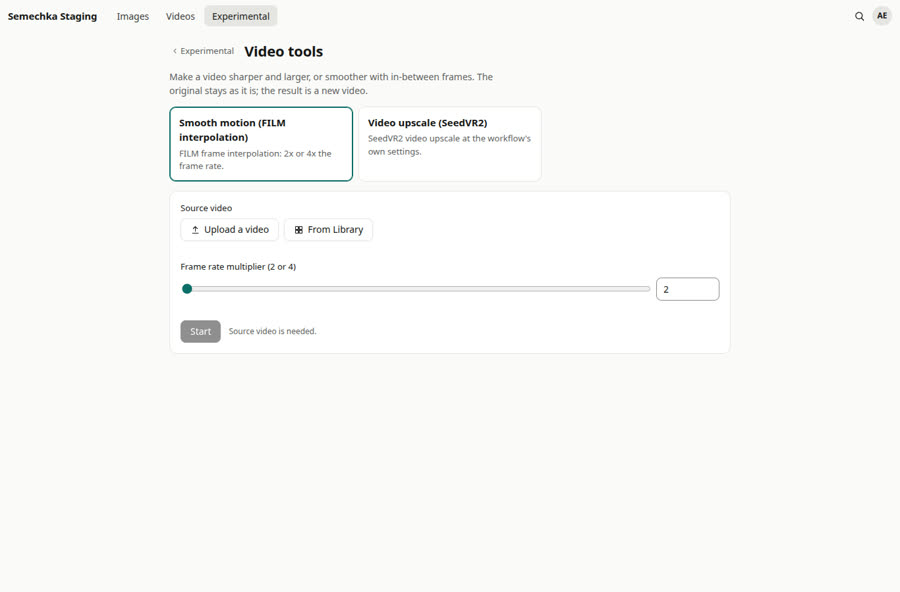 Semechka Staging
Images
Videos
Experimental
AE
Experimental
Video tools
Make a video sharper and larger, or smoother with in-between frames. The
original stays as it is; the result is a new video.
Smooth motion (FILM
interpolation)
FILM frame interpolation: 2x or 4x the
frame rate.
Video upscale (SeedVR2)
SeedVR2 video upscale at the workflow's
own settings.
Source video
Upload a video
From Library
Frame rate multiplier (2 or 4)
2
Start
Source video is needed.